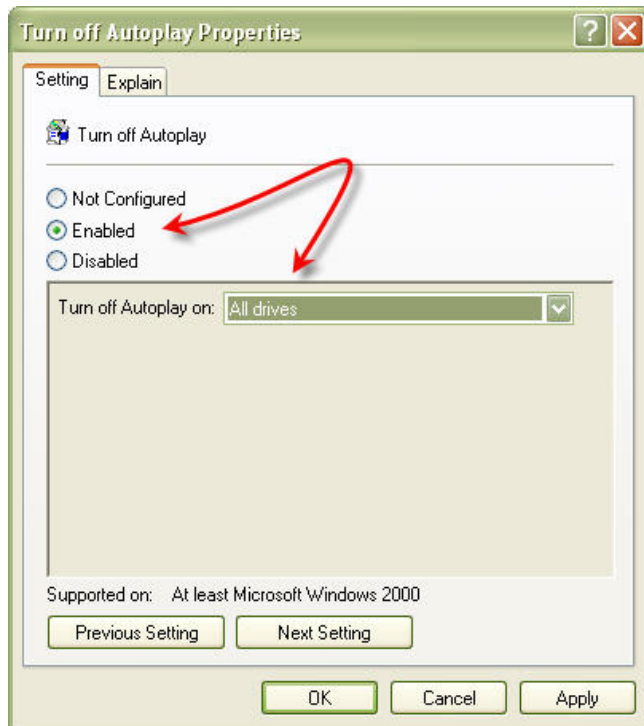 Turn off Autoplay Properties
Setting Explain
Turn off Autoplay
Not Configured
Enabled
Disabled
Turn off Autoplay on: All drives
Supported on: At least Microsoft Windows 2000
Previous Setting Next Setting
OK Cancel Apply